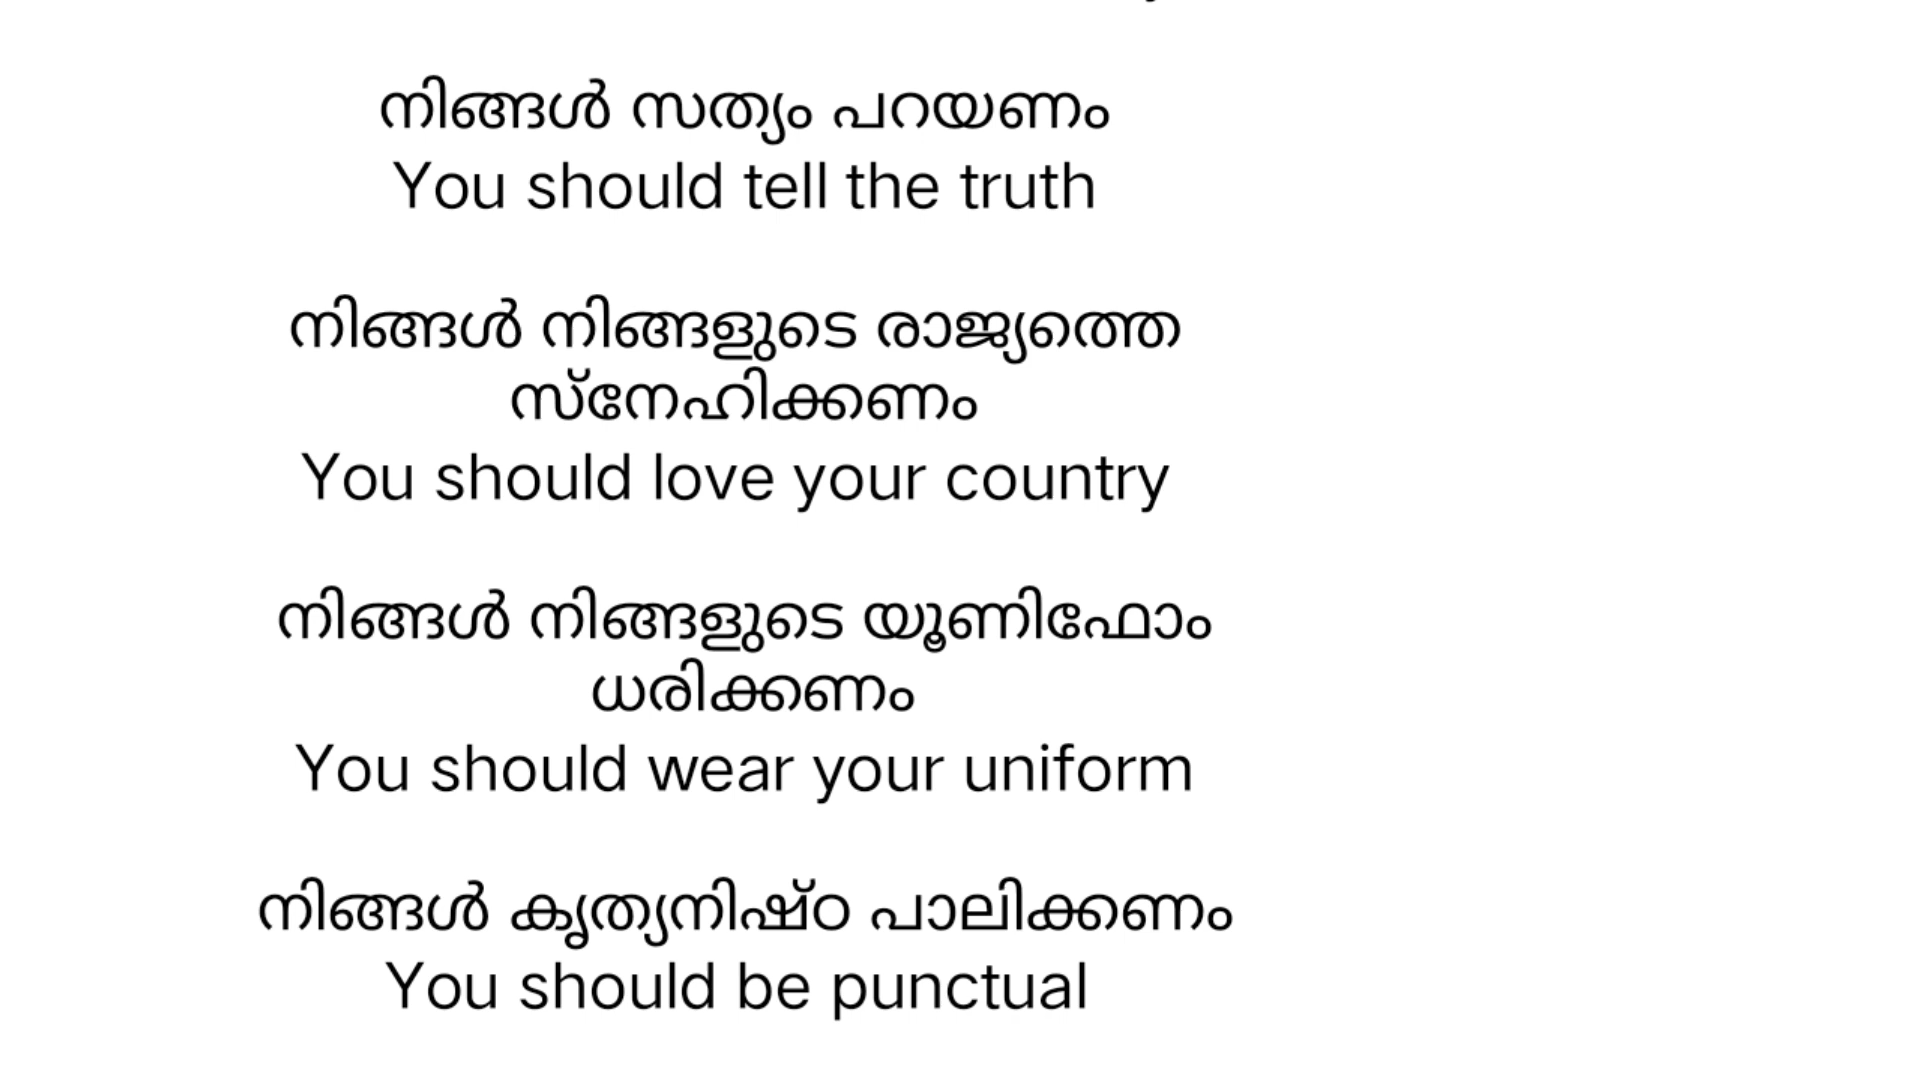 നിങ്ങൾ സത്യം പറയണം
You should tell the truth
നിങ്ങൾ നിങ്ങളുടെ രാജ്യത്തെ
സ്നേഹിക്കണം
You should love your country
നിങ്ങൾ നിങ്ങളുടെ യൂണിഫോം
ധരിക്കണം
You should wear your uniform
നിങ്ങൾ കൃത്യനിഷ്ഠ പാലിക്കണം
You should be punctual